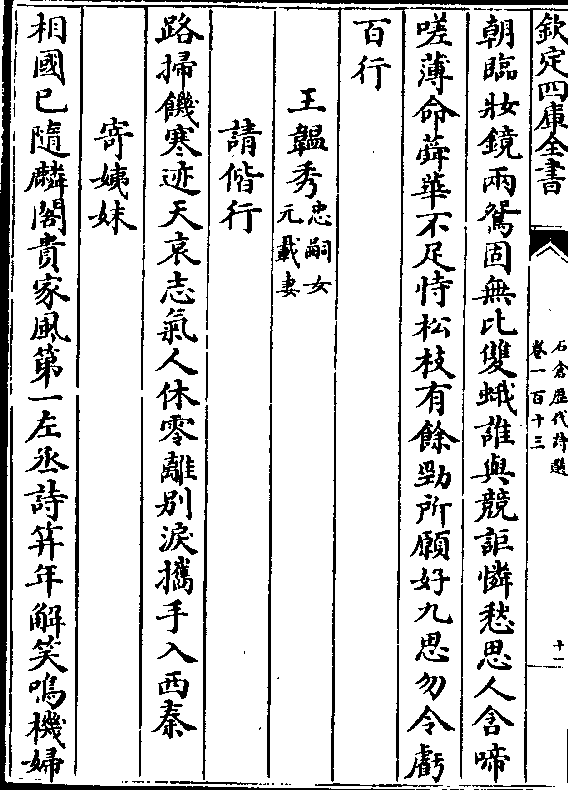 欽定四庫全書
石倉歷代詩選
卷一百十三
十一
朝臨妝鏡兩鴛固無比雙蛾誰與競詎憐愁思人含啼
嗟薄命蕣華不足恃松枝有餘勁所願好九思勿令虧
百行
王韞秀忠嗣女
元載妻
請偕行
路掃饑寒迹天哀志氣人休零離别淚攜手入西秦
寄姨妹
相國已隨麟閣貴家風第一左丞詩笄年解笑鳴機婦